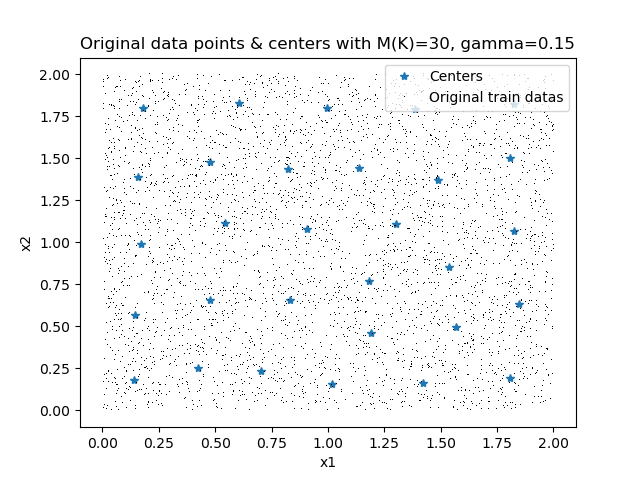 Original data points & centers with M(K)=30, gamma=0.15
Centers
Original train datas
2.00
1.75
1.50
1.25
1.00
0.75
0.50
0.25
0.00
x2
0.00 0.25 0.50 0.75 1.00 1.25 1.50 1.75 2.00
x1